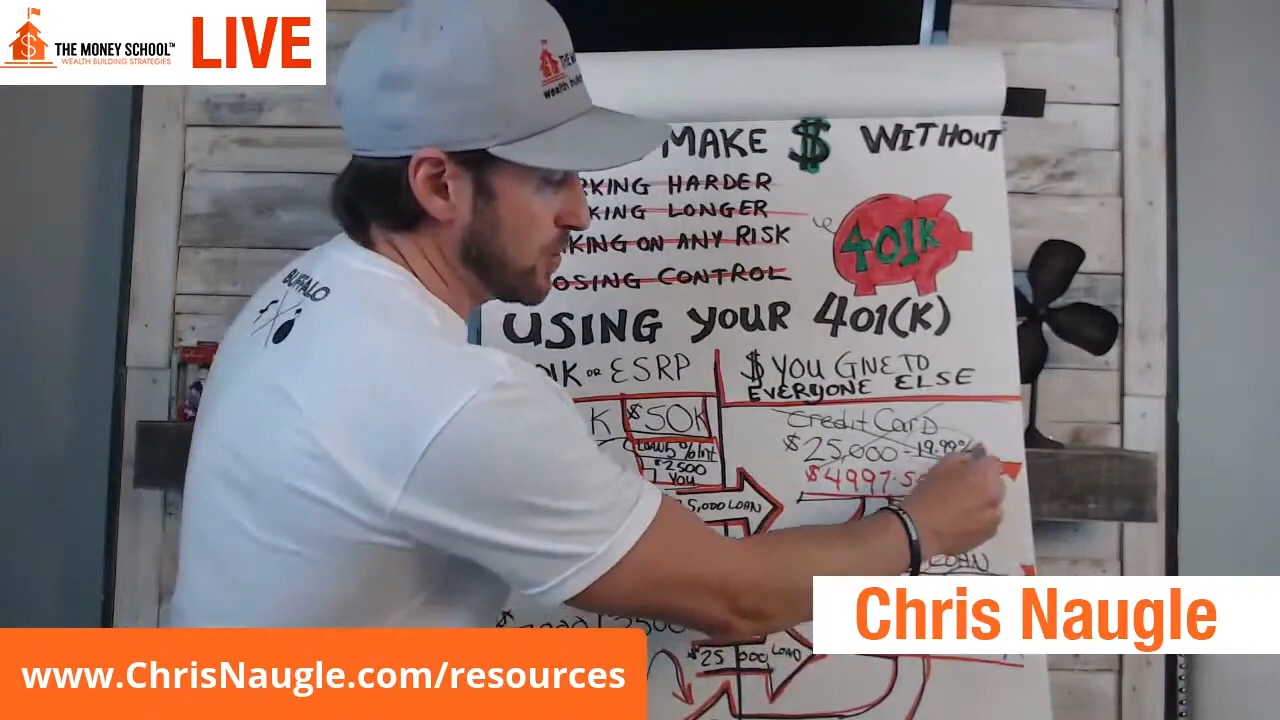 THE MONEY SCHOOL™
WEALTH BUILDING STRATEGIES
LIVE
BUFFALO
MAKE $ WITHOUT
RKING HARDER
KING LONGER
KING ON ANY RISK
OSING CONTROL
401K
USING YOUR 401(K)
OR ESRP
$ YOU GIVE TO
EVERYONE ELSE
K $50K
Credit Card
$25,000 - 19.99%
$2500
YOU
$4997.5
5,000 LOAN
LOAN
$25 000 LOAN
Chris Naugle
www.ChrisNaugle.com/resources